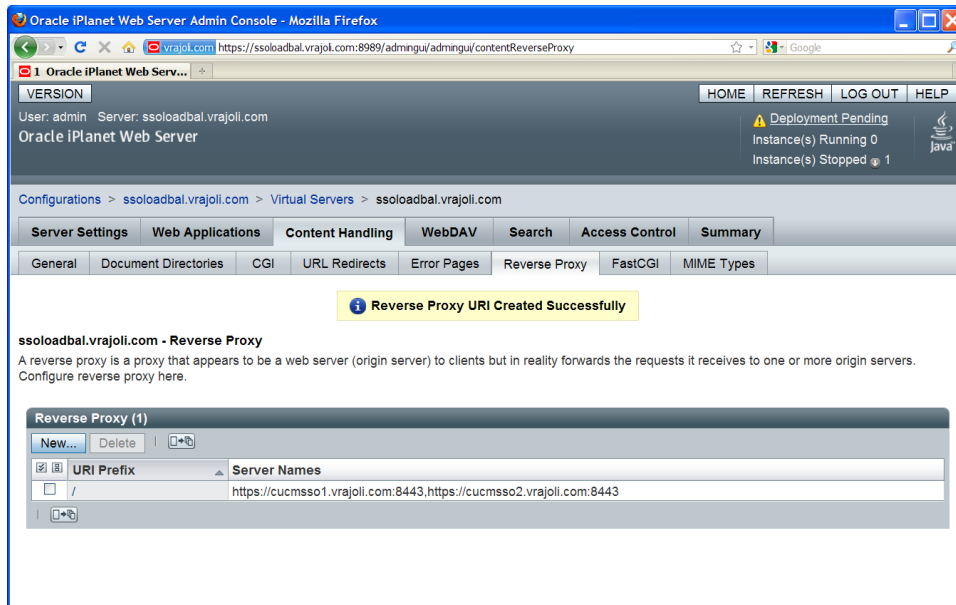 Oracle iPlanet Web Server Admin Console - Mozilla Firefox
vrajoli.com https://ssoloadbal.vrajoli.com:8989/admingui/admingui/contentReverseProxy
Google
1 Oracle iPlanet Web Serv...
VERSION
HOME REFRESH LOG OUT HELP
User: admin Server: ssoloadbal.vrajoli.com
Oracle iPlanet Web Server
Deployment Pending
Instance(s) Running 0
Instance(s) Stopped 1
Java
Configurations > ssoloadbal.vrajoli.com > Virtual Servers > ssoloadbal.vrajoli.com
Server Settings Web Applications Content Handling WebDAV Search Access Control Summary
General Document Directories CGI URL Redirects Error Pages Reverse Proxy FastCGI MIME Types
Reverse Proxy URI Created Successfully
ssoloadbal.vrajoli.com - Reverse Proxy
A reverse proxy is a proxy that appears to be a web server (origin server) to clients but in reality forwards the requests it receives to one or more origin servers.
Configure reverse proxy here.
Reverse Proxy (1)
New... Delete
URI Prefix Server Names
/ https://cucmsso1.vrajoli.com:8443,https://cucmsso2.vrajoli.com:8443